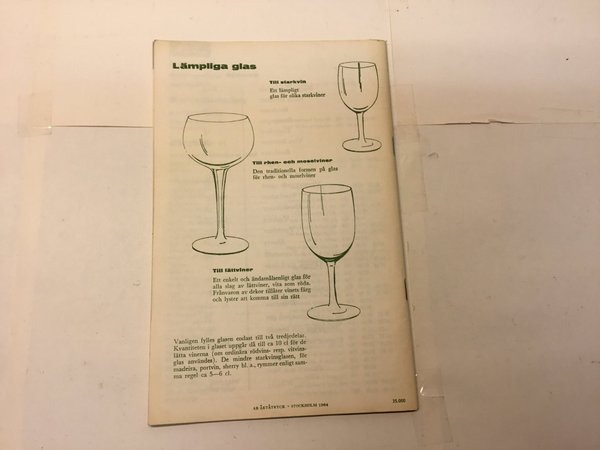 Lämpliga glas
Till starkvin
Ett lämpligt
glas för olika starkviner
Till rhen- och moselviner
Den traditionella formen på glas
för rhen- och moselviner
Till lättviner
Ett enkelt och ändamålsenligt glas för
alla slag av lättviner, vita som röda.
Frånvaron av dekor tillåter vinets färg
och lyster att komma till sin rätt
Vanligen fylles glasen endast till två tredjedelar.
Kvantiteten i glaset uppgår då till ca 10 cl för de
lätta vinerna (om ordinära rödvins- resp. vitvins-
glas användes). De mindre starkvinsglasen, för
madeira, portvin, sherry bl. a., rymmer enligt sam-
ma regel ca 5—6 cl.
AB ÅETÅTRYCK • STOCKHOLM 1964
35.000